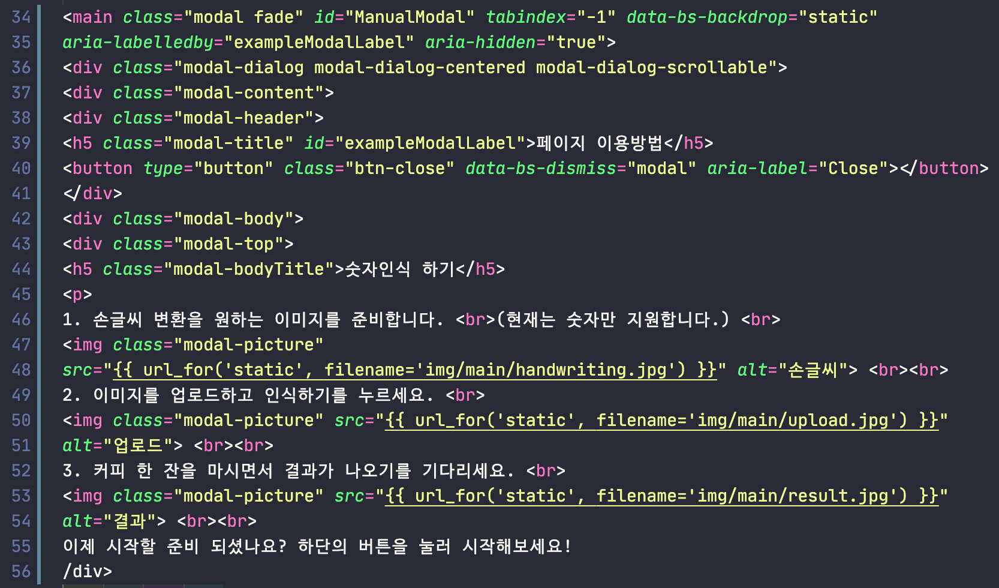 34 <main class="modal fade" id="ManualModal" tabindex="-1" data-bs-backdrop="static"
35 aria-labelledby="exampleModalLabel" aria-hidden="true">
36 <div class="modal-dialog modal-dialog-centered modal-dialog-scrollable">
37 <div class="modal-content">
38 <div class="modal-header">
39 <h5 class="modal-title" id="exampleModalLabel">페이지 이용방법</h5>
40 <button type="button" class="btn-close" data-bs-dismiss="modal" aria-label="Close"></button>
41 </div>
42 <div class="modal-body">
43 <div class="modal-top">
44 <h5 class="modal-bodyTitle">숫자인식 하기</h5>
45 <p>
46 1. 손글씨 변환을 원하는 이미지를 준비합니다. <br>(현재는 숫자만 지원합니다.) <br>
47 <img class="modal-picture"
48 src="{{ url_for('static', filename='img/main/handwriting.jpg') }}" alt="손글씨"> <br><br>
49 2. 이미지를 업로드하고 인식하기를 누르세요. <br>
50 <img class="modal-picture" src="{{ url_for('static', filename='img/main/upload.jpg') }}"
51 alt="업로드"> <br><br>
52 3. 커피 한 잔을 마시면서 결과가 나오기를 기다리세요. <br>
53 <img class="modal-picture" src="{{ url_for('static', filename='img/main/result.jpg') }}"
54 alt="결과"> <br><br>
55 이제 시작할 준비 되셨나요? 하단의 버튼을 눌러 시작해보세요!
56 /div>